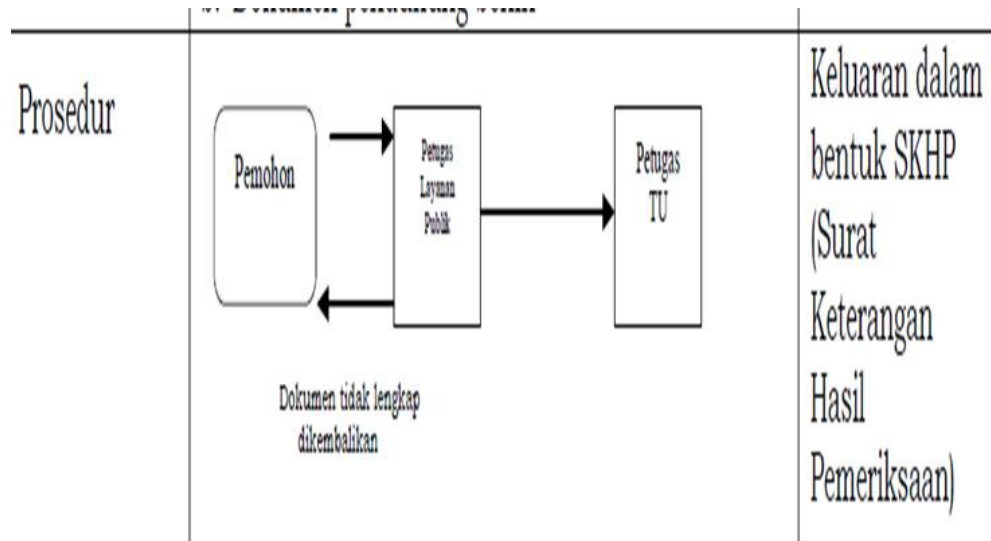 Prosedur
Pemohon
Petugas
Layanan
Publik
Petugas
TU
Dokumen tidak lengkap
dikembalikan
Keluaran dalam
bentuk SKHP
(Surat
Keterangan
Hasil
Pemeriksaan)